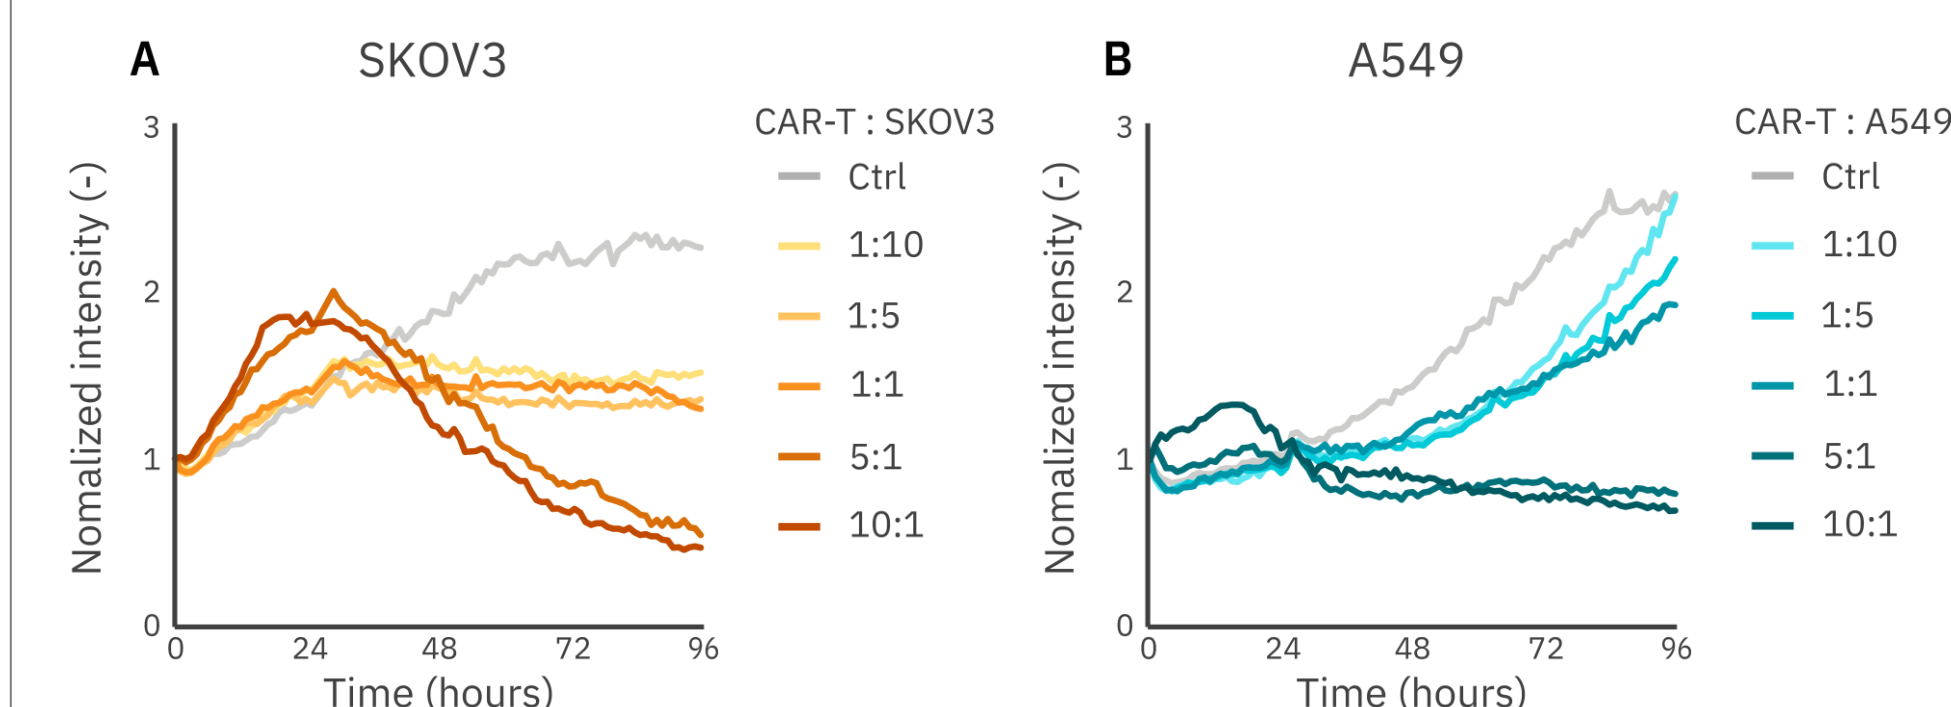 A
SKOV3
Nomalized intensity (-)
3
2
1
0
0 24 48 72 96
Time (hours)
CAR-T : SKOV3
Ctrl
1:10
1:5
1:1
5:1
10:1
B
A549
Nomalized intensity (-)
3
2
1
0
0 24 48 72 96
Time (hours)
CAR-T : A549
Ctrl
1:10
1:5
1:1
5:1
10:1